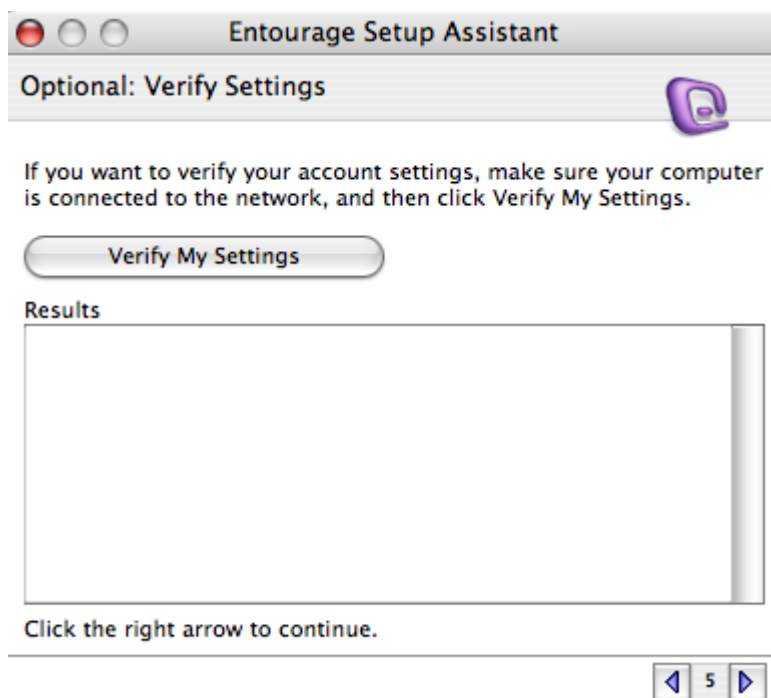 Entourage Setup Assistant
Optional: Verify Settings
If you want to verify your account settings, make sure your computer
is connected to the network, and then click Verify My Settings.
Verify My Settings
Results
Click the right arrow to continue.
5